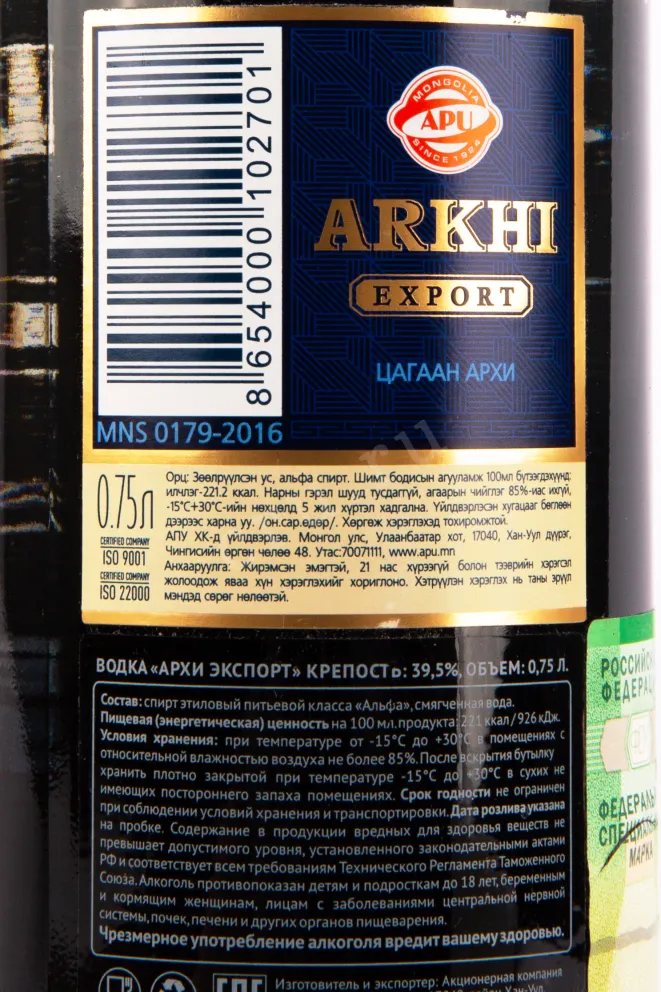 8 654000 102701
MONGOLIA
APU
SINCE 1924
ARKHI
EXPORT
ЦАГААН АРХИ
MNS 0179-2016
0.75л
CERTIFIED COMPANY
ISO 9001
CERTIFIED COMPANY
ISO 22000
Орц: Зөөлрүүлсэн ус, альфа спирт. Шимт бодисын агууламж 100мл бүтээгдэхүүнд:
илчлэг-221.2 ккал. Нарны гэрэл шууд тусдаггүй, агаарын чийглэг 85%-иас ихгүй,
-15°С+30°С-ийн нөхцөлд 5 жил хүртэл хадгална. Үйлдвэрлэсэн хугацааг бөглөөн
дээрээс харна уу. /он.сар.өдөр/. Хөргөж хэрэглэхэд тохиромжтой.
АПУ ХК-д үйлдвэрлэв. Монгол улс, Улаанбаатар хот, 17040, Хан-Уул дүүрэг,
Чингисийн өргөн чөлөө 48. Утас:70071111, www.apu.mn
Анхааруулга: Жирэмсэн эмэгтэй, 21 нас хүрээгүй болон тээврийн хэрэгсэл
жолоодож яваа хүн хэрэглэхийг хориглоно. Хэтрүүлэн хэрэглэх нь таны эрүүл
мэндэд сөрөг нөлөөтэй.
ВОДКА «АРХИ ЭКСПОРТ» КРЕПОСТЬ: 39,5%, ОБЪЕМ: 0,75 Л.
Состав: спирт этиловый питьевой класса «Альфа», смягченная вода.
Пищевая (энергетическая) ценность на 100 мл. продукта: 221 ккал/926 кДж.
Условия хранения: при температуре от -15°С до +30°С в помещениях с
относительной влажностью воздуха не более 85%. После вскрытия бутылку
хранить плотно закрытой при температуре -15°С до +30°С в сухих не
имеющих постороннего запаха помещениях. Срок годности не ограничен
при соблюдении условий хранения и транспортировки. Дата розлива указана
на пробке. Содержание в продукции вредных для здоровья веществ не
превышает допустимого уровня, установленного законодательными актами
РФ и соответствует всем требованиям Технического Регламента Таможенного
Союза. Алкоголь противопоказан детям и подросткам до 18 лет, беременным
и кормящим женщинам, лицам с заболеваниями центральной нервной
системы, почек, печени и других органов пищеварения.
Чрезмерное употребление алкоголя вредит вашему здоровью.
EAC
Изготовитель и экспортер: Акционерная компания
РОССИЙСК
ФЕДЕРАЦ
ФЕДЕРАЛЬН
СПЕЦИАЛЬН
МАРКА